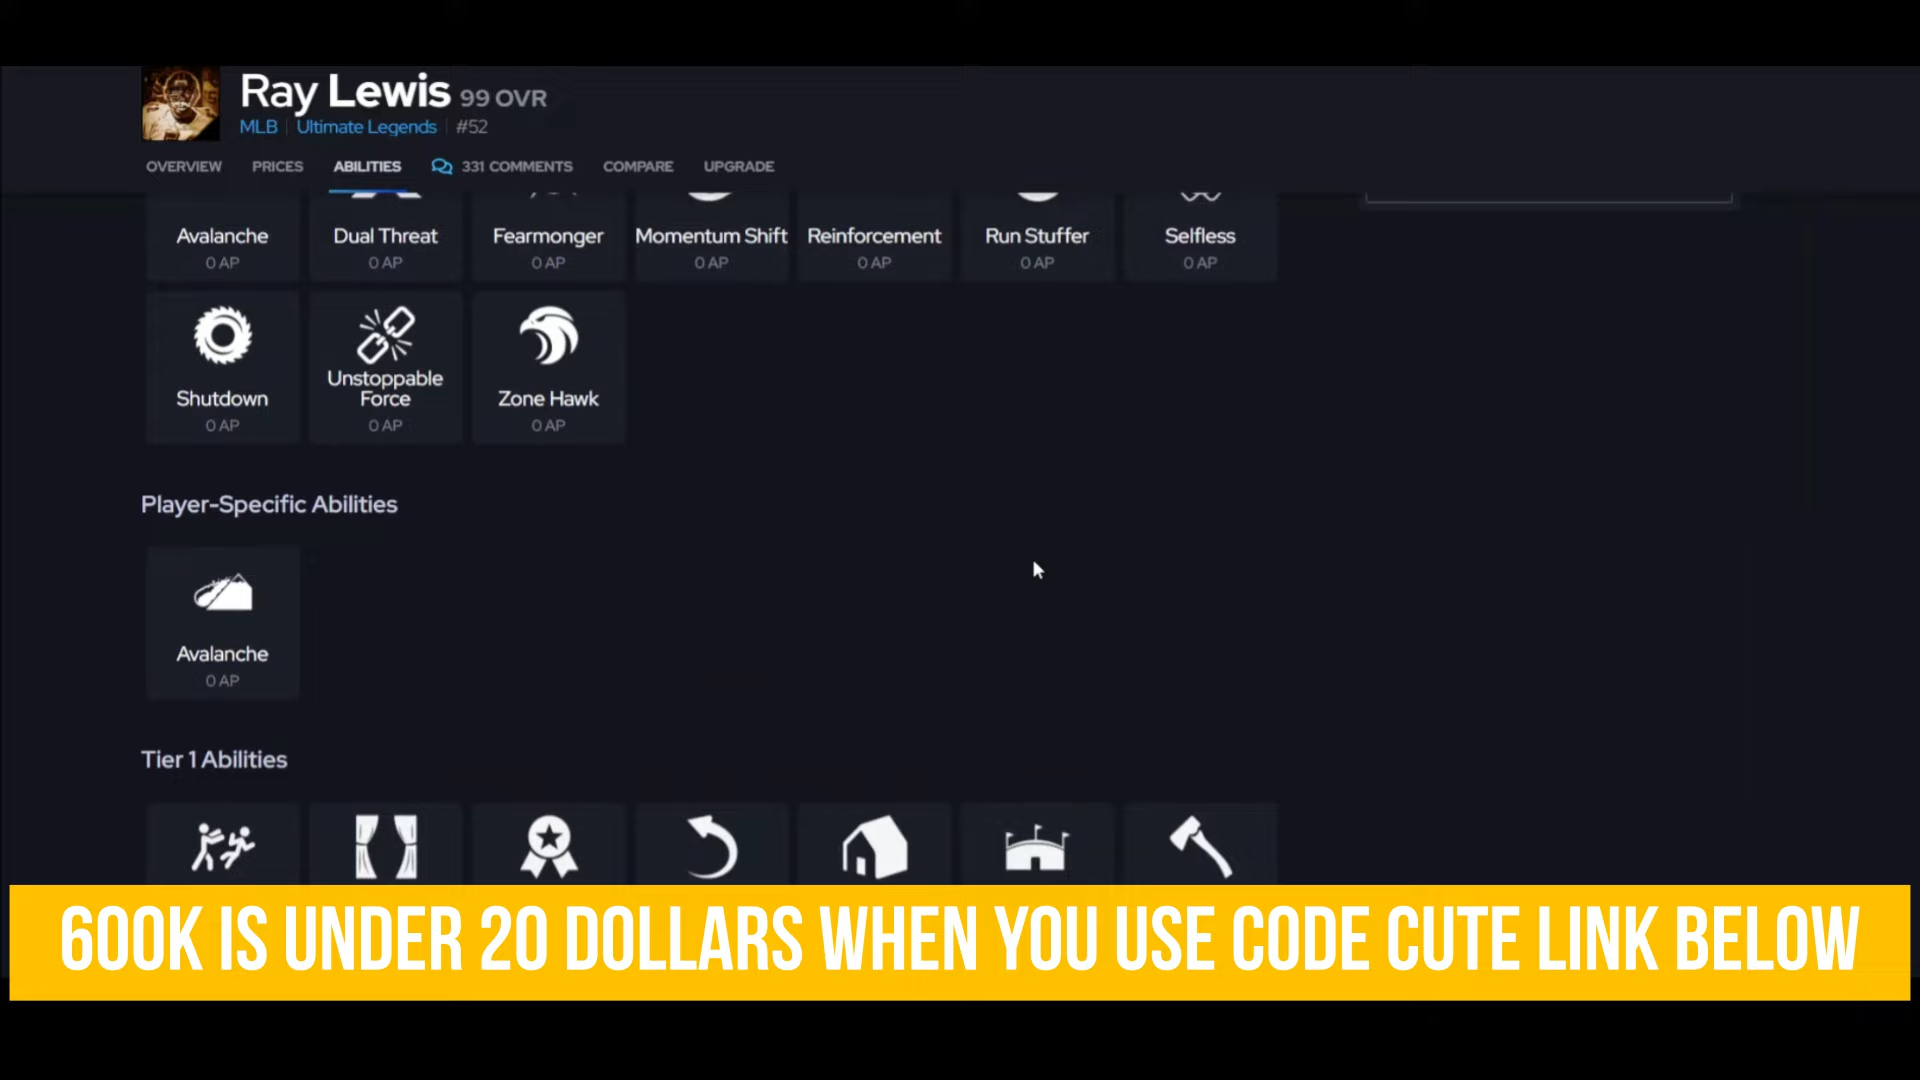 Ray Lewis 99 OVR
MLB Ultimate Legends #52
OVERVIEW PRICES ABILITIES 331 COMMENTS COMPARE UPGRADE
Avalanche Dual Threat Fearmonger Momentum Shift Reinforcement Run Stuffer Selfless
0 AP 0 AP 0 AP 0 AP 0 AP 0 AP 0 AP
Shutdown Unstoppable Force Zone Hawk
0 AP 0 AP 0 AP
Player-Specific Abilities
Avalanche
0 AP
Tier 1 Abilities
600K IS UNDER 20 DOLLARS WHEN YOU USE CODE CUTE LINK BELOW